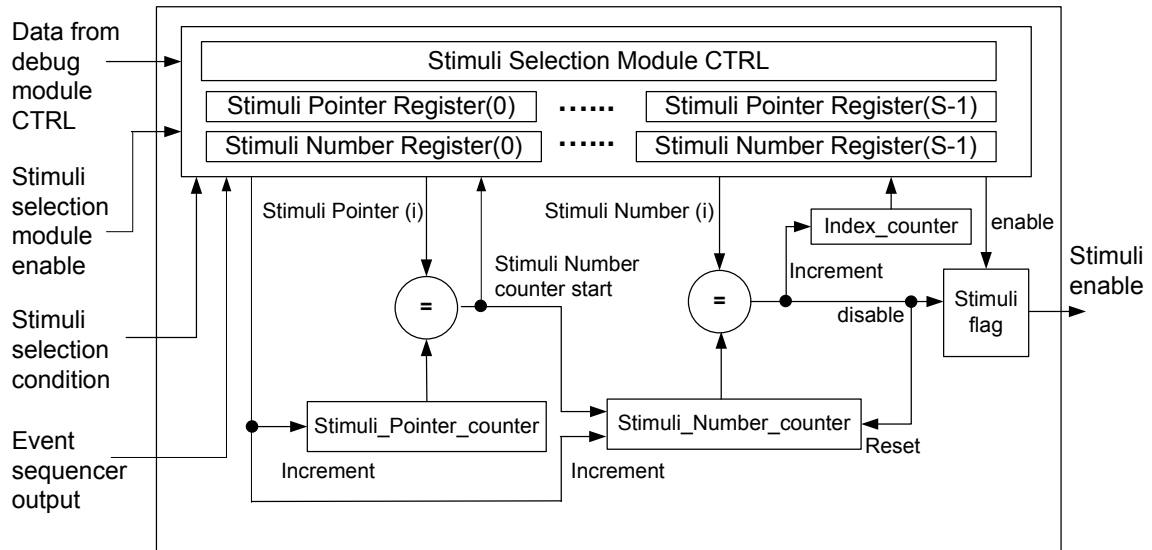 Data from
debug
module
CTRL
Stimuli
selection
module
enable
Stimuli
selection
condition
Event
sequencer
output
Stimuli Selection Module CTRL
Stimuli Pointer Register(0) ...... Stimuli Pointer Register(S-1)
Stimuli Number Register(0) ...... Stimuli Number Register(S-1)
Stimuli Pointer (i)
Stimuli Number (i)
Index_counter
enable
Stimuli Number
counter start
Increment
=
=
disable
Stimuli
flag
Stimuli
enable
Stimuli_Pointer_counter
Stimuli_Number_counter
Reset
Increment
Increment